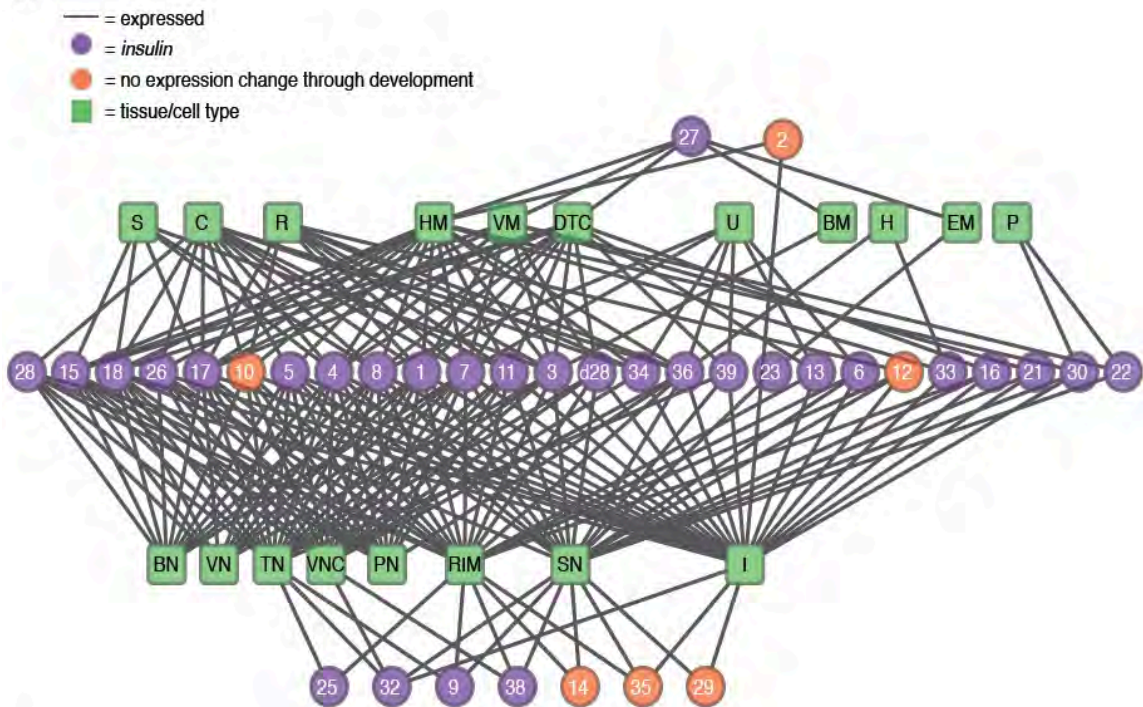 = expressed
= insulin
= no expression change through development
= tissue/cell type
27 2
S C R HM VM DTC U BM H EM P
28 15 18 26 17 10 5 4 8 1 7 11 3 d28 34 36 39 23 13 6 12 33 16 21 30 22
BN VN TN VNC PN RIM SN I
25 32 9 38 14 35 29